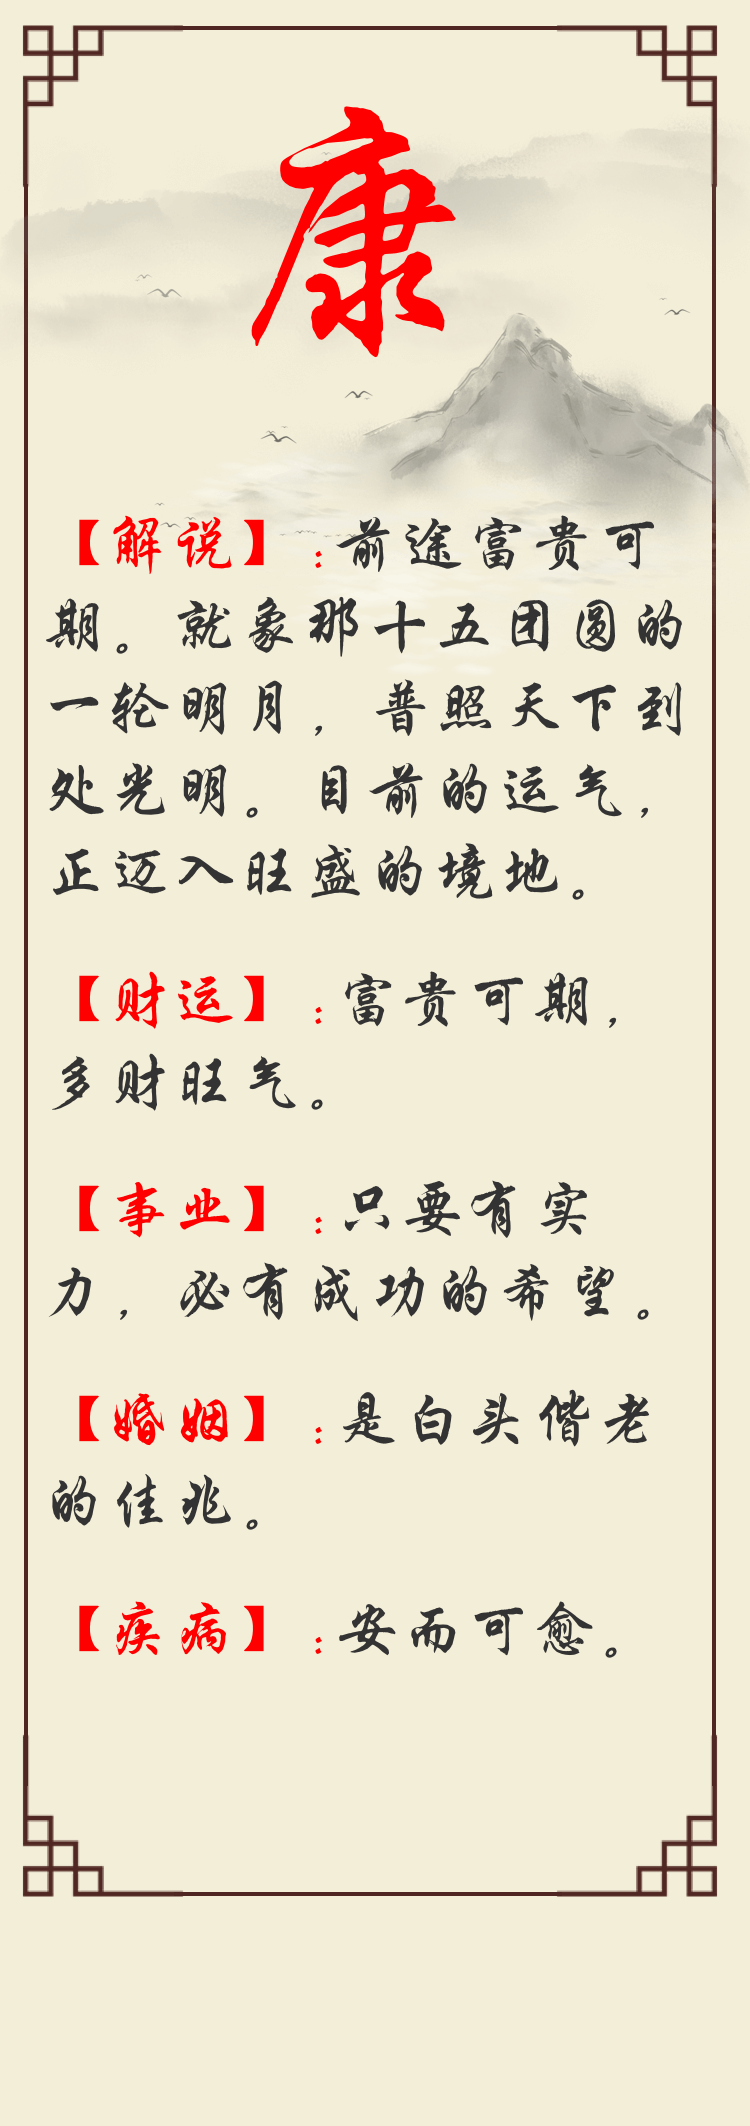 康
【解说】：前途富贵可
期。就象那十五团圆的
一轮明月，普照天下到
处光明。目前的运气，
正迈入旺盛的境地。
【财运】：富贵可期，
多财旺气。
【事业】：只要有实
力，必有成功的希望。
【婚姻】：是白头偕老
的佳兆。
【疾病】：安而可愈。